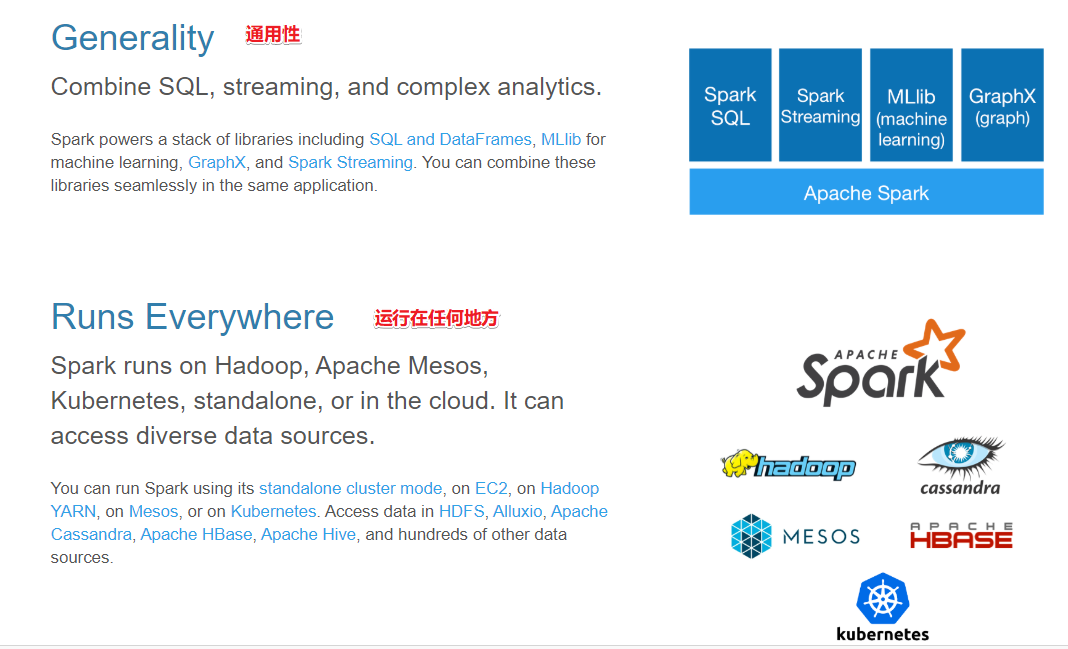 Generality 通用性
Combine SQL, streaming, and complex analytics.
Spark powers a stack of libraries including SQL and DataFrames, MLlib for
machine learning, GraphX, and Spark Streaming. You can combine these
libraries seamlessly in the same application.
Spark
SQL
Spark
Streaming
MLlib
(machine
learning)
GraphX
(graph)
Apache Spark
Runs Everywhere 运行在任何地方
Spark runs on Hadoop, Apache Mesos,
Kubernetes, standalone, or in the cloud. It can
access diverse data sources.
You can run Spark using its standalone cluster mode, on EC2, on Hadoop
YARN, on Mesos, or on Kubernetes. Access data in HDFS, Alluxio, Apache
Cassandra, Apache HBase, Apache Hive, and hundreds of other data
sources.
APACHE
Spark
hadoop
cassandra
MESOS
APACHE
HBASE
kubernetes